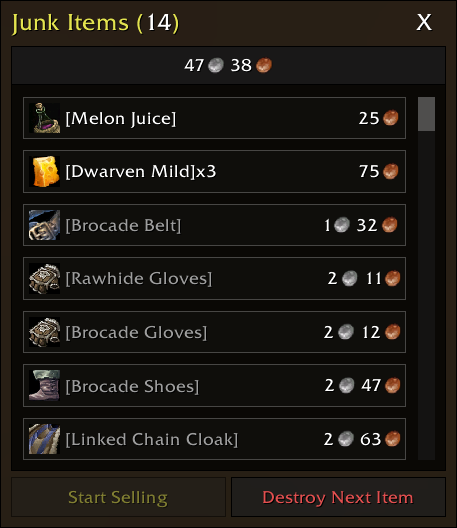 Junk Items (14) X
47 38
[Melon Juice] 25
[Dwarven Mild]x3 75
[Brocade Belt] 1 32
[Rawhide Gloves] 2 11
[Brocade Gloves] 2 12
[Brocade Shoes] 2 47
[Linked Chain Cloak] 2 63
Start Selling Destroy Next Item